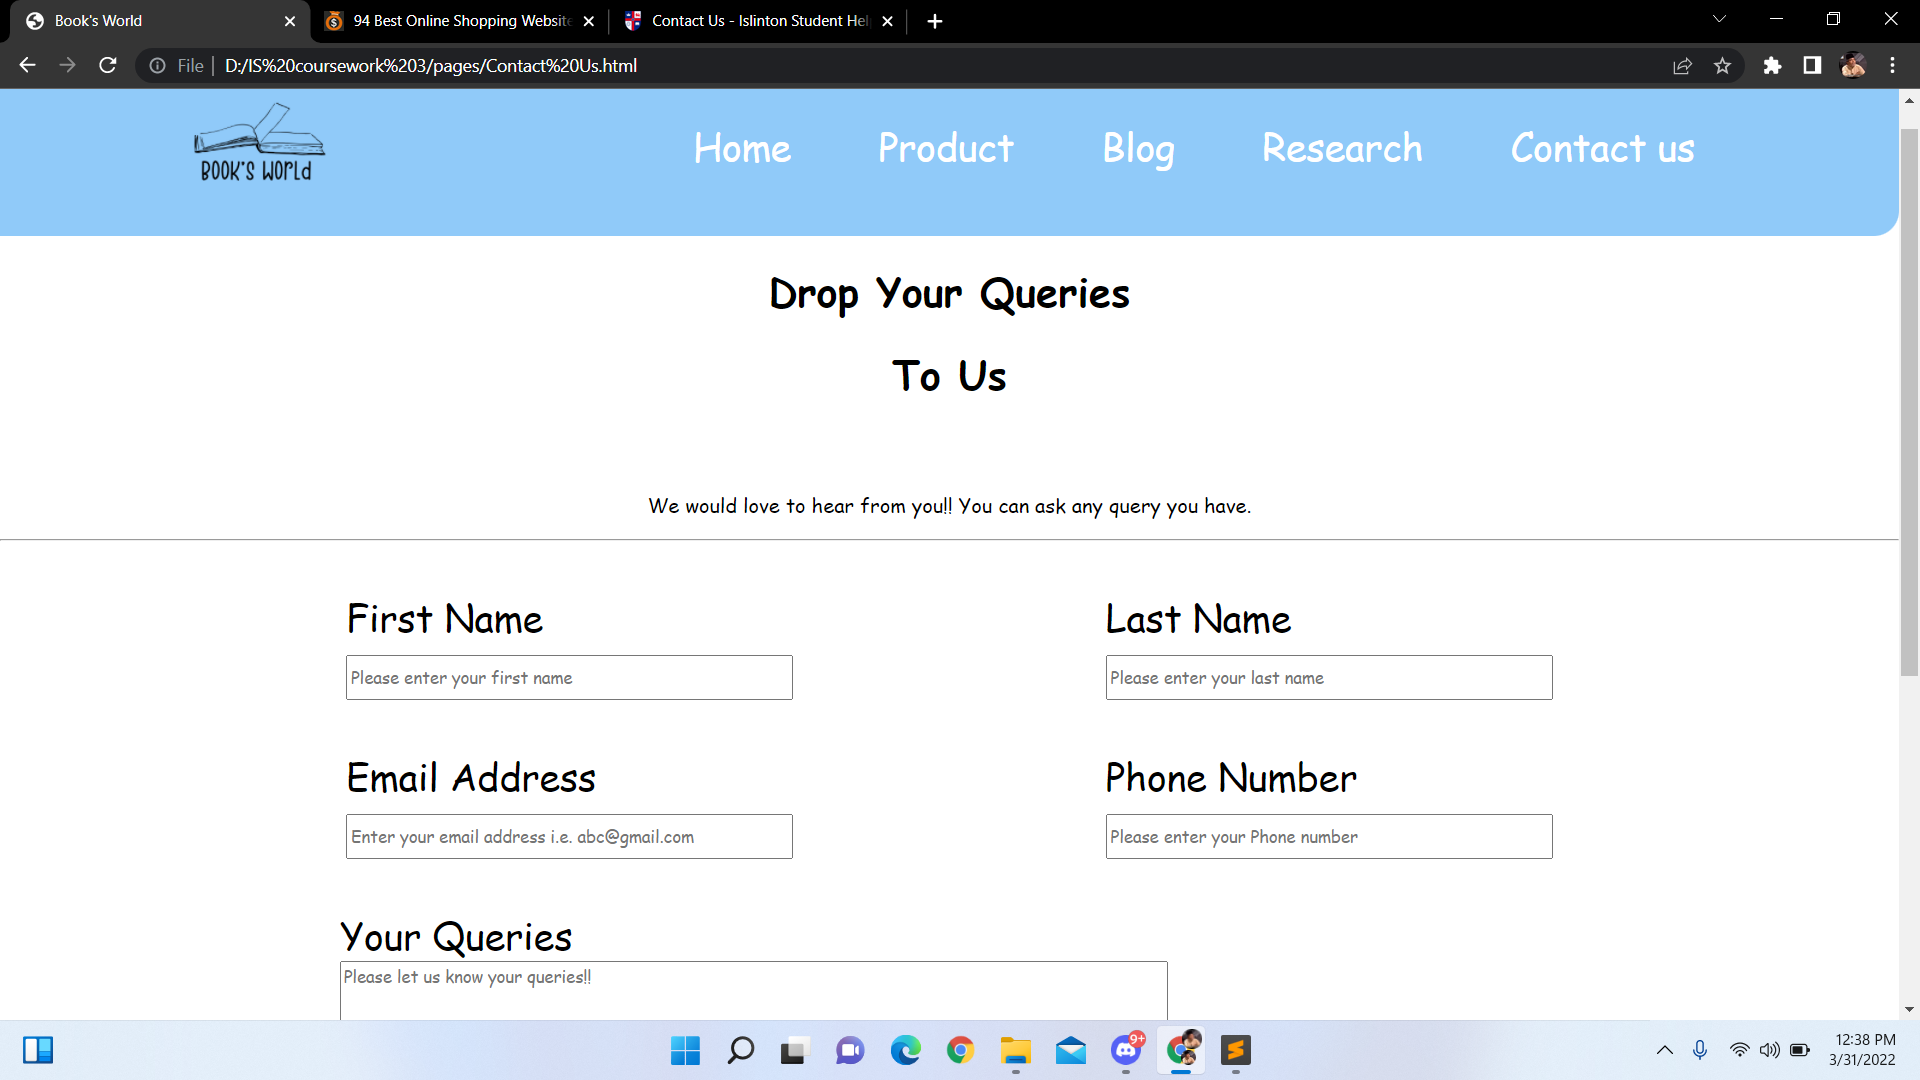 Book's World
94 Best Online Shopping Website
Contact Us - Islinton Student Hel
File
D:/IS%20coursework%203/pages/Contact%20Us.html
BOOK'S WORLD
Home Product Blog Research Contact us
Drop Your Queries
To Us
We would love to hear from you!! You can ask any query you have.
First Name Last Name
Please enter your first name Please enter your last name
Email Address Phone Number
Enter your email address i.e. abc@gmail.com Please enter your Phone number
Your Queries
Please let us know your queries!!
9+
12:38 PM
3/31/2022